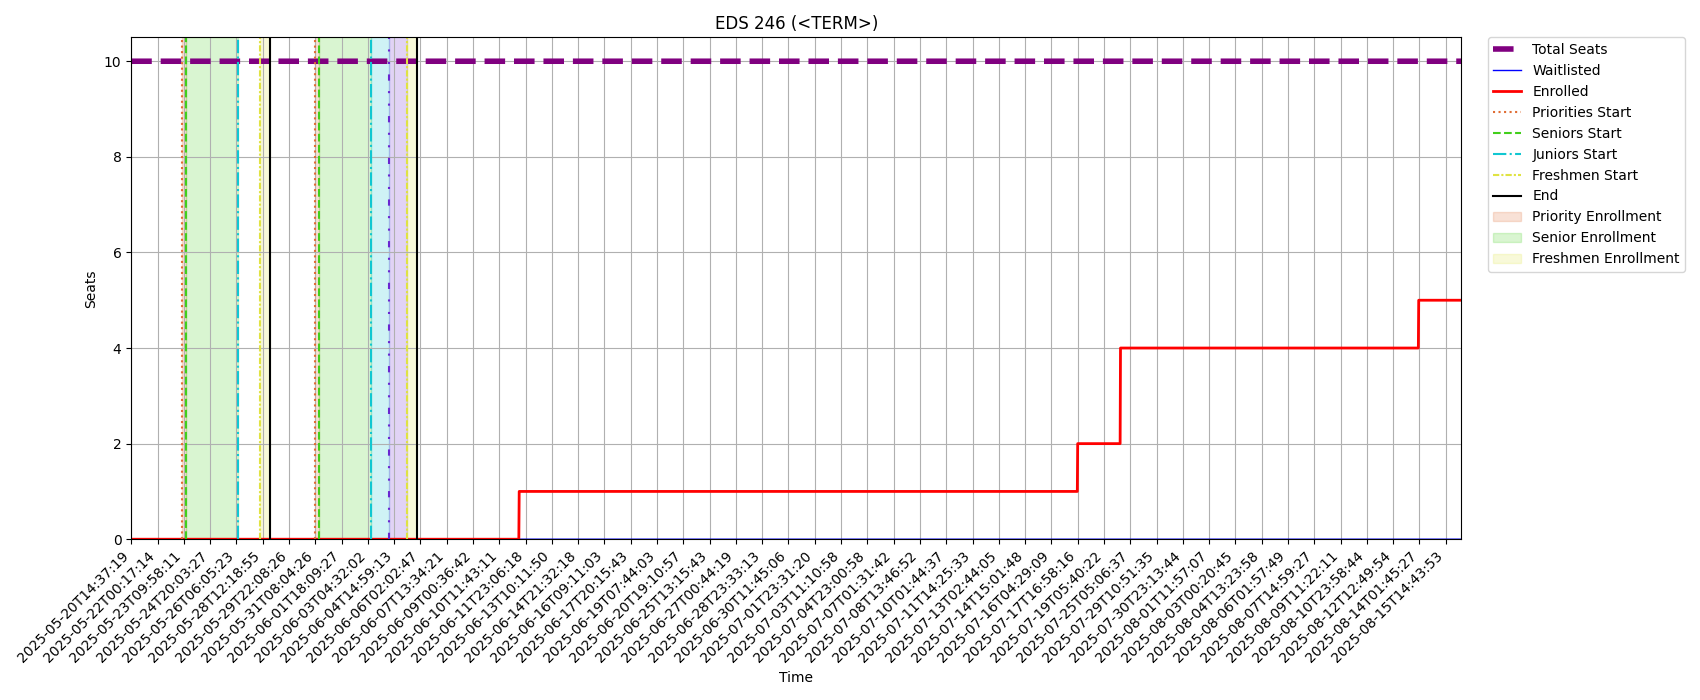 EDS 246 (<TERM>)
Seats
10
8
6
4
2
0
2025-05-20T14:37:19
2025-05-22T00:17:14
2025-05-23T09:58:11
2025-05-24T20:03:27
2025-05-26T06:05:23
2025-05-28T12:18:55
2025-05-29T22:08:26
2025-05-31T08:04:26
2025-06-01T18:09:27
2025-06-03T04:32:02
2025-06-04T14:59:13
2025-06-06T02:02:47
2025-06-07T13:34:21
2025-06-09T00:36:42
2025-06-10T11:43:11
2025-06-11T23:06:18
2025-06-13T10:11:50
2025-06-14T21:32:18
2025-06-16T09:11:03
2025-06-17T20:15:43
2025-06-19T07:44:03
2025-06-20T19:10:57
2025-06-25T13:15:43
2025-06-27T00:44:19
2025-06-28T23:33:13
2025-06-30T11:45:06
2025-07-01T23:31:20
2025-07-03T11:10:58
2025-07-04T23:00:58
2025-07-07T01:31:42
2025-07-08T13:46:52
2025-07-10T01:44:37
2025-07-11T14:25:33
2025-07-13T02:44:05
2025-07-14T15:01:48
2025-07-16T04:29:09
2025-07-17T16:58:16
2025-07-19T05:40:22
2025-07-25T05:06:37
2025-07-29T10:51:35
2025-07-30T23:13:44
2025-08-01T11:57:07
2025-08-03T00:20:45
2025-08-04T13:23:58
2025-08-06T01:57:49
2025-08-07T14:59:27
2025-08-09T11:22:11
2025-08-10T23:58:44
2025-08-12T12:49:54
2025-08-14T01:45:27
2025-08-15T14:43:53
Time
Total Seats
Waitlisted
Enrolled
Priorities Start
Seniors Start
Juniors Start
Freshmen Start
End
Priority Enrollment
Senior Enrollment
Freshmen Enrollment